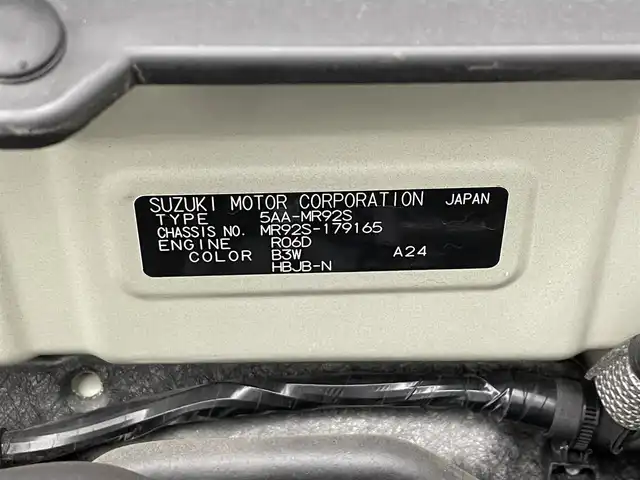 SUZUKI MOTOR CORPORATION JAPAN
TYPE 5AA-MR92S
CHASSIS NO. MR92S-179165
ENGINE R06D
COLOR B3W A24
HBJB-N